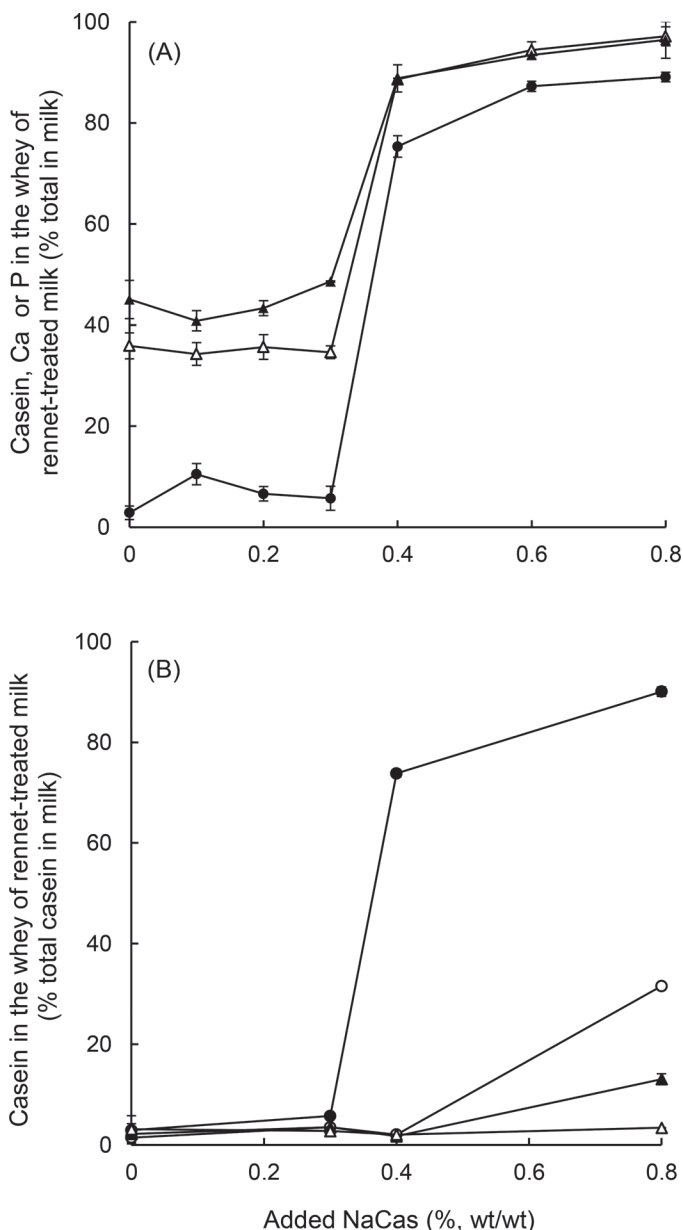 (A)
Casein, Ca or P in the whey of
rennet-treated milk (% total in milk)
100
80
60
40
20
0
0 0.2 0.4 0.6 0.8
(B)
Casein in the whey of rennet-treated milk
(% total casein in milk)
100
80
60
40
20
0
0 0.2 0.4 0.6 0.8
Added NaCas (%, wt/wt)